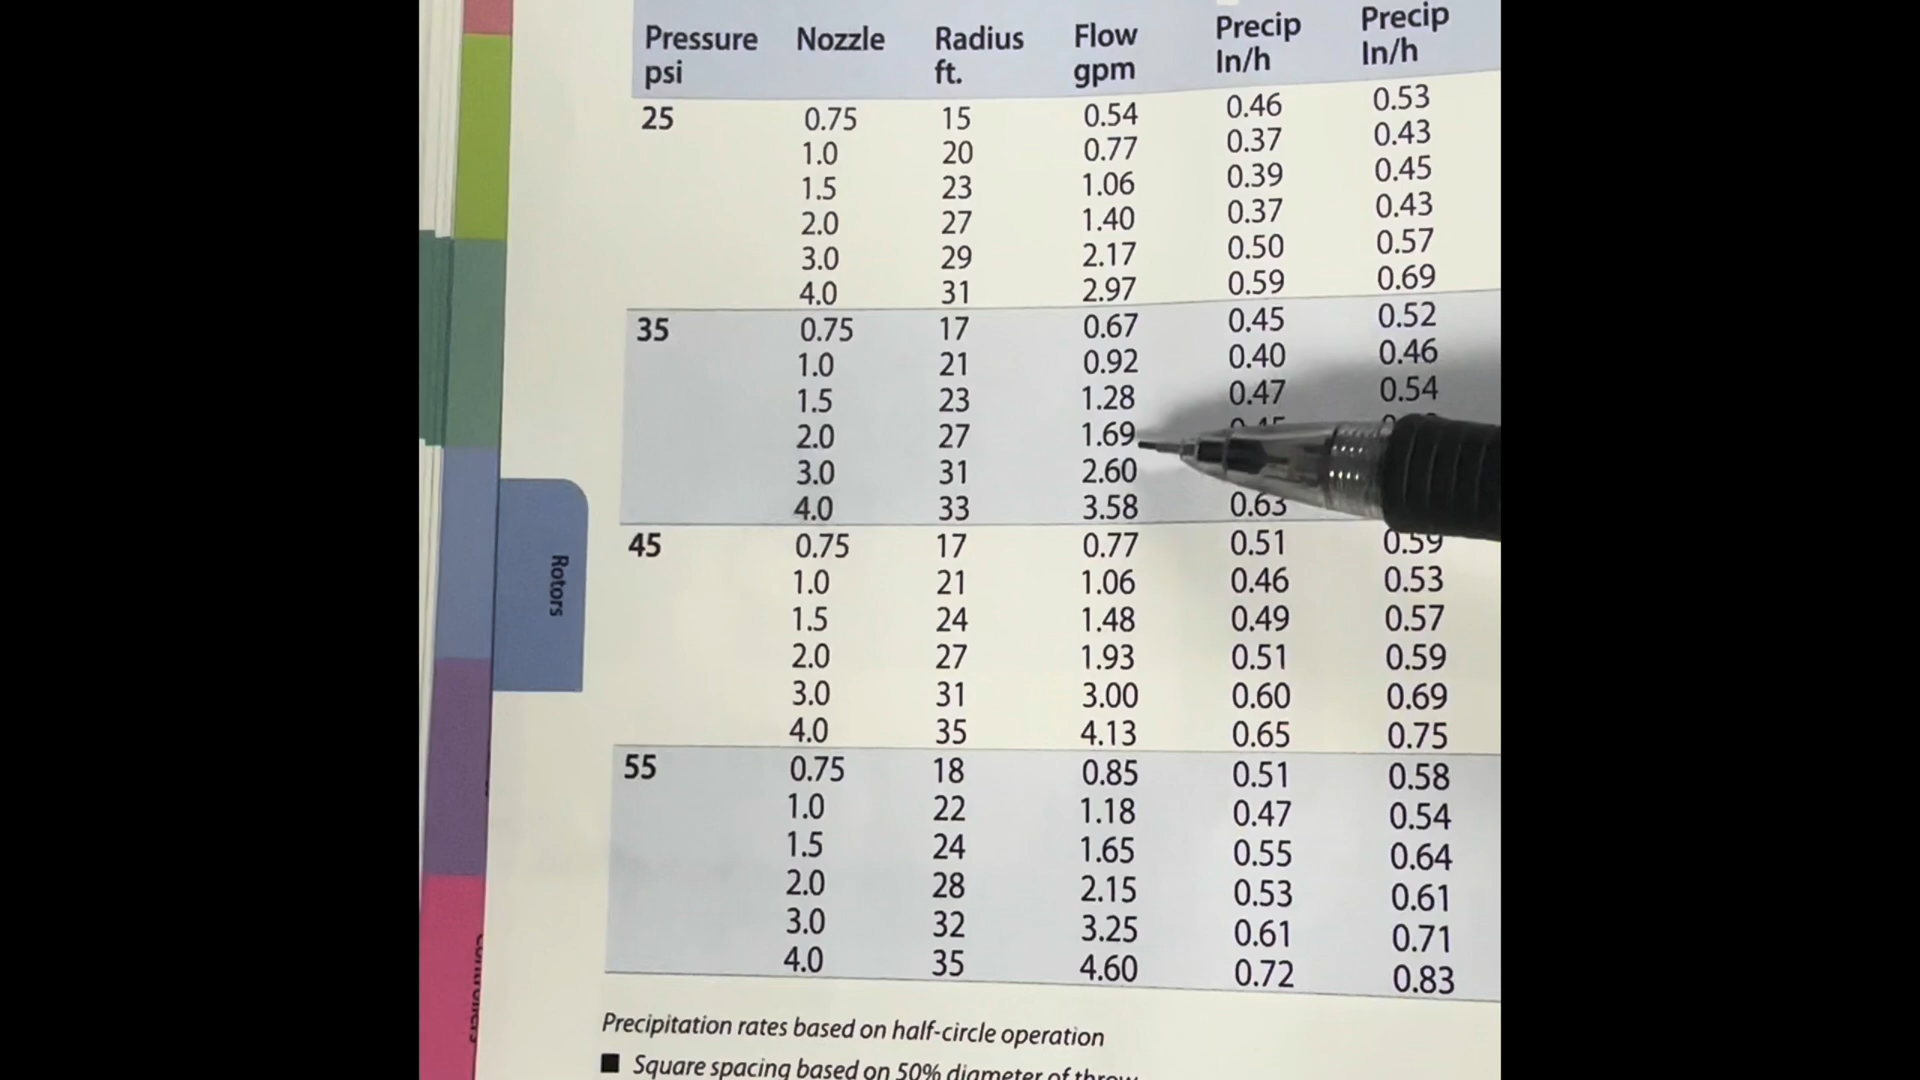 Pressure psi Nozzle Radius ft. Flow gpm Precip In/h Precip In/h
25 0.75 15 0.54 0.46 0.53
1.0 20 0.77 0.37 0.43
1.5 23 1.06 0.39 0.45
2.0 27 1.40 0.37 0.43
3.0 29 2.17 0.50 0.57
4.0 31 2.97 0.59 0.69
35 0.75 17 0.67 0.45 0.52
1.0 21 0.92 0.40 0.46
1.5 23 1.28 0.47 0.54
2.0 27 1.69
3.0 31 2.60
4.0 33 3.58 0.63
45 0.75 17 0.77 0.51 0.59
1.0 21 1.06 0.46 0.53
1.5 24 1.48 0.49 0.57
2.0 27 1.93 0.51 0.59
3.0 31 3.00 0.60 0.69
4.0 35 4.13 0.65 0.75
55 0.75 18 0.85 0.51 0.58
1.0 22 1.18 0.47 0.54
1.5 24 1.65 0.55 0.64
2.0 28 2.15 0.53 0.61
3.0 32 3.25 0.61 0.71
4.0 35 4.60 0.72 0.83
Precipitation rates based on half-circle operation
■ Square spacing based on 50% diameter of throw
Rotors